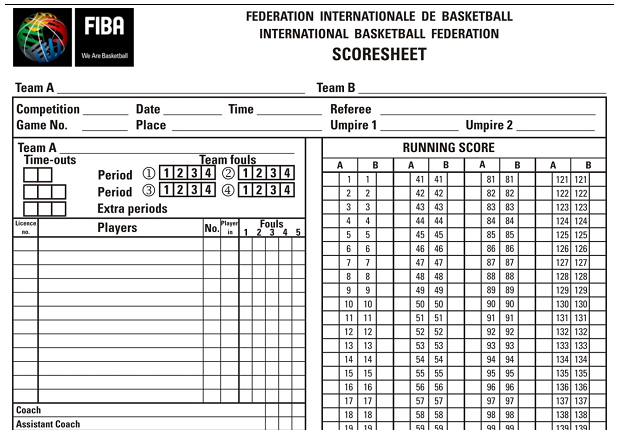 FIBA
We Are Basketball
FEDERATION INTERNATIONALE DE BASKETBALL
INTERNATIONAL BASKETBALL FEDERATION
SCORESHEET
Team A Team B
Competition Date Time Referee
Game No. Place Umpire 1 Umpire 2
Team A
Time-outs Team fouls
Period ① 1 2 3 4 ② 1 2 3 4
Period ③ 1 2 3 4 ④ 1 2 3 4
Extra periods
Licence no. Players No. Player in Fouls 1 2 3 4 5
Coach
Assistant Coach
RUNNING SCORE
A B A B A B A B
1 1 41 41 81 81 121 121
2 2 42 42 82 82 122 122
3 3 43 43 83 83 123 123
4 4 44 44 84 84 124 124
5 5 45 45 85 85 125 125
6 6 46 46 86 86 126 126
7 7 47 47 87 87 127 127
8 8 48 48 88 88 128 128
9 9 49 49 89 89 129 129
10 10 50 50 90 90 130 130
11 11 51 51 91 91 131 131
12 12 52 52 92 92 132 132
13 13 53 53 93 93 133 133
14 14 54 54 94 94 134 134
15 15 55 55 95 95 135 135
16 16 56 56 96 96 136 136
17 17 57 57 97 97 137 137
18 18 58 58 98 98 138 138
19 19 59 59 99 99 139 139